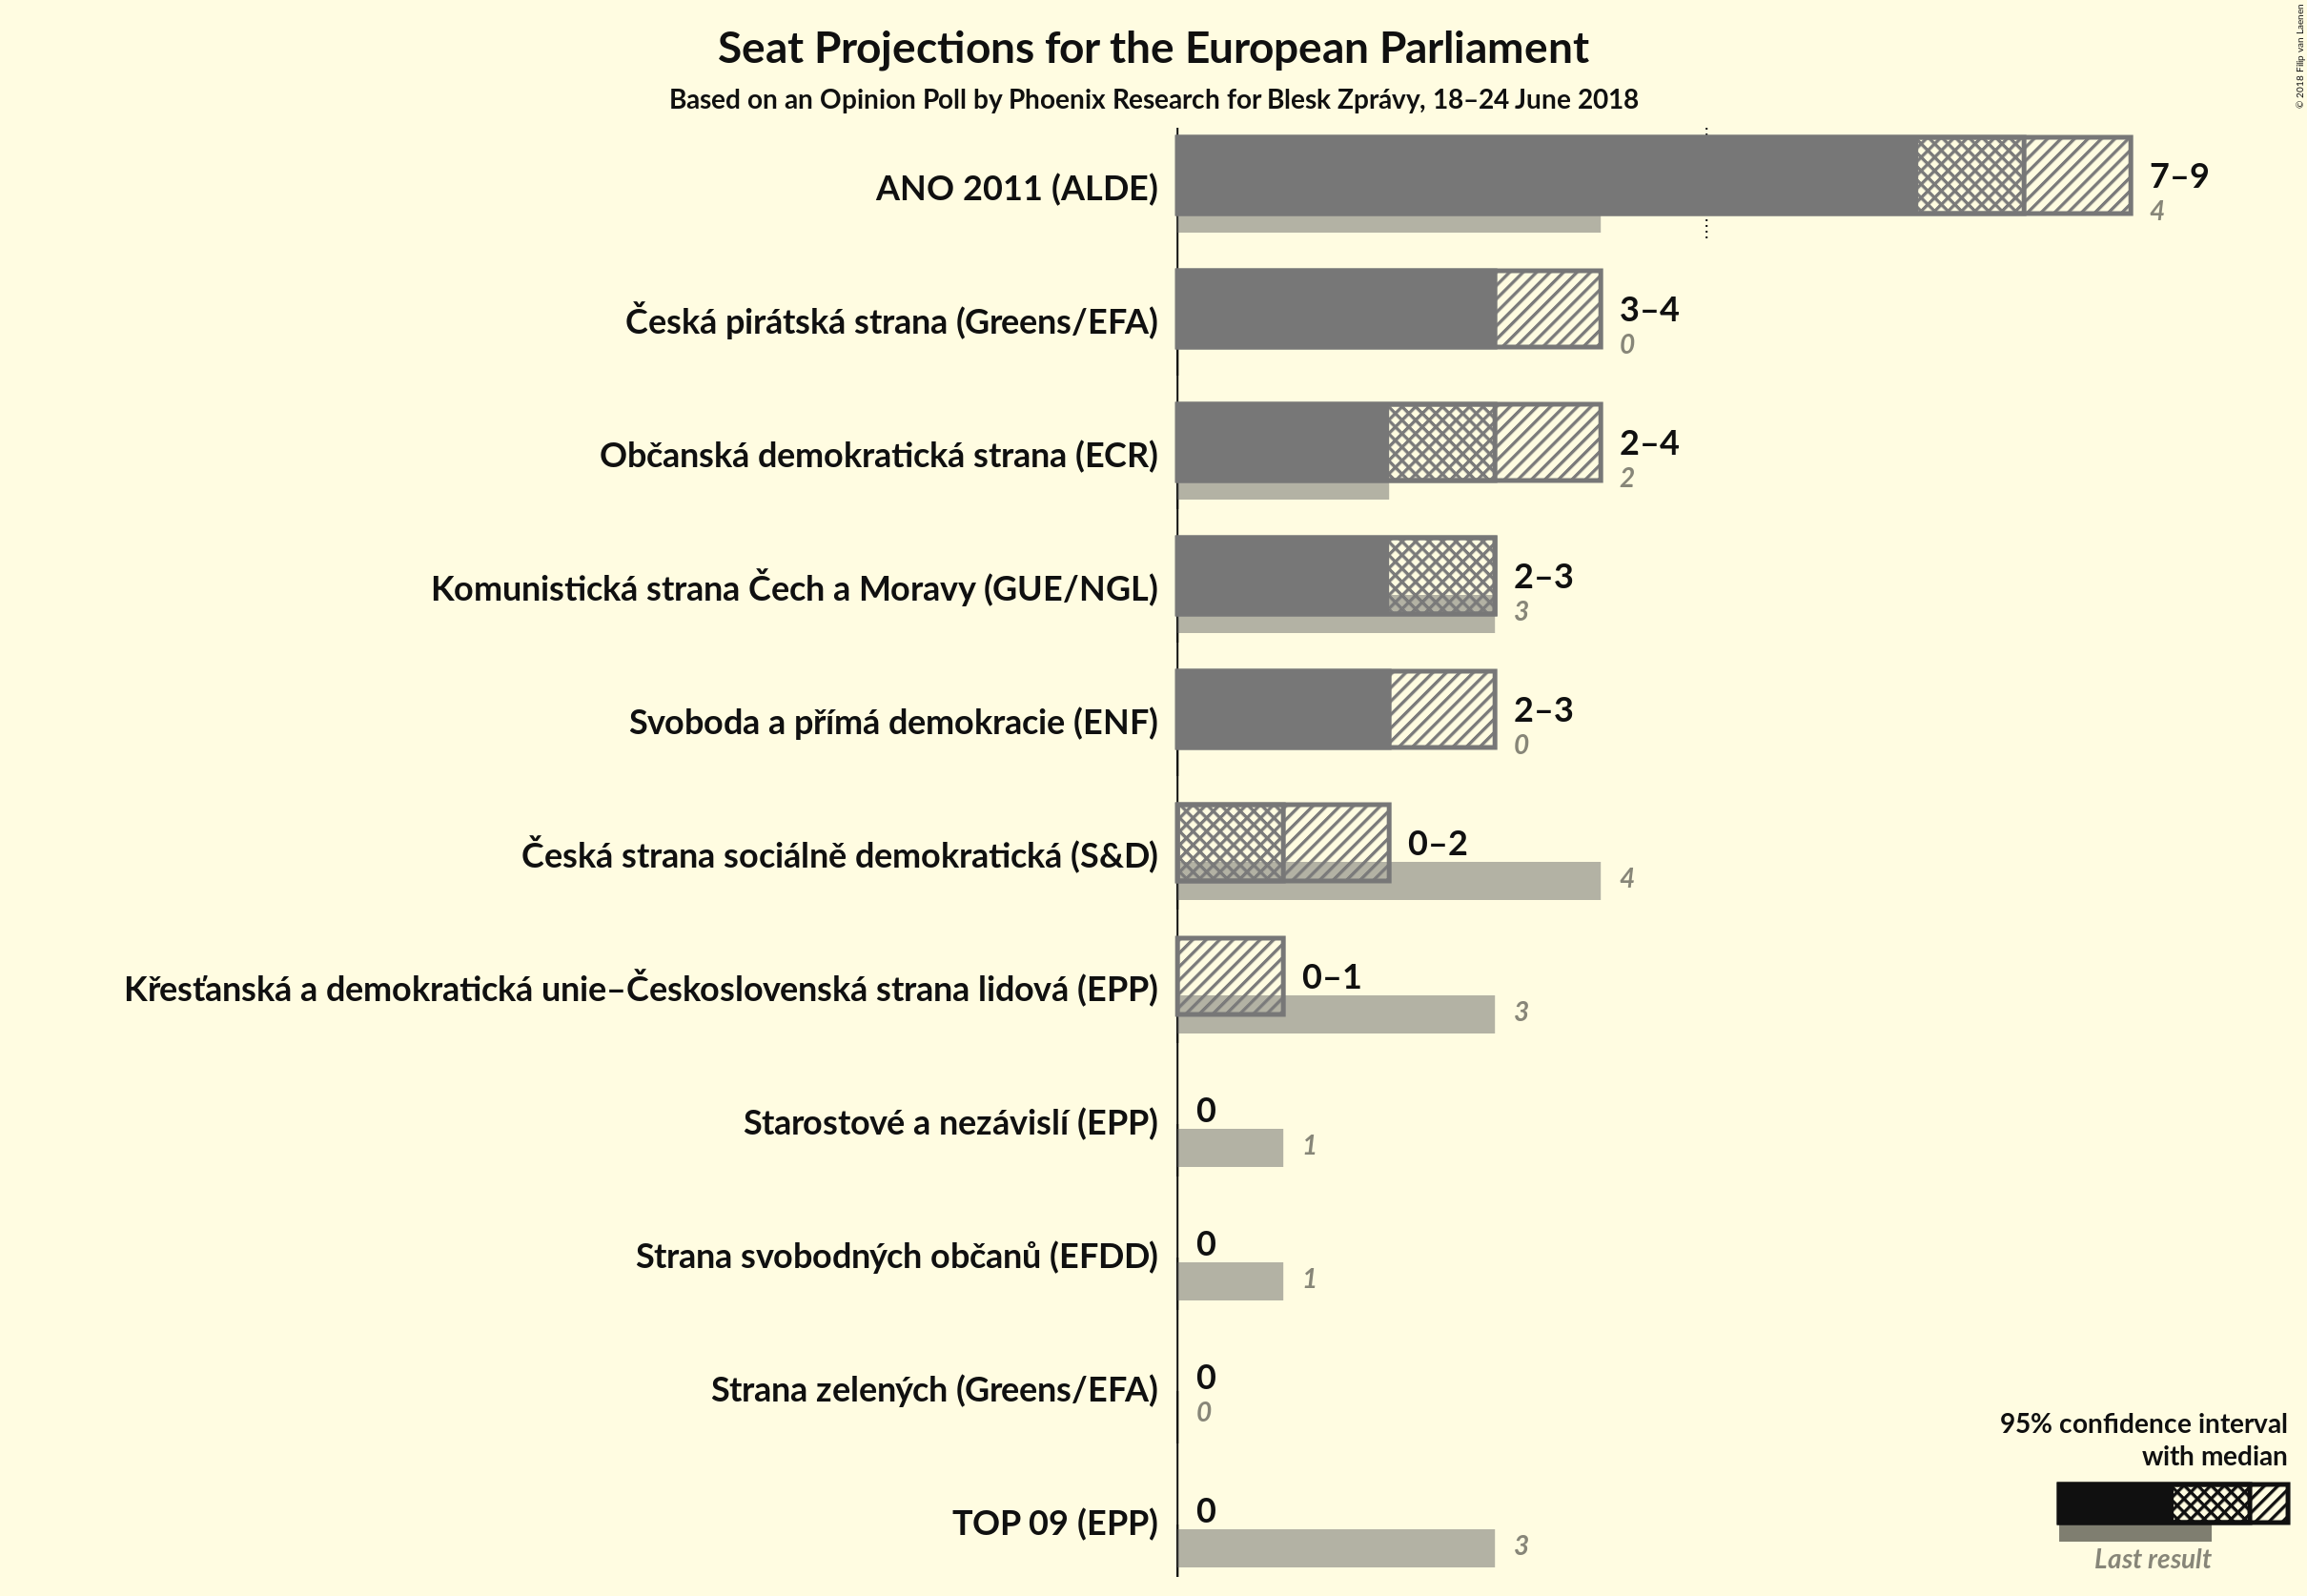 Seat Projections for the European Parliament
Based on an Opinion Poll by Phoenix Research for Blesk Zprávy, 18–24 June 2018
© 2018 Filip van Laenen
ANO 2011 (ALDE)
7–9
4
Česká pirátská strana (Greens/EFA)
3–4
0
Občanská demokratická strana (ECR)
2–4
2
Komunistická strana Čech a Moravy (GUE/NGL)
2–3
3
Svoboda a přímá demokracie (ENF)
2–3
0
Česká strana sociálně demokratická (S&D)
0–2
4
Křesťanská a demokratická unie–Československá strana lidová (EPP)
0–1
3
Starostové a nezávislí (EPP)
0
1
Strana svobodných občanů (EFDD)
0
1
Strana zelených (Greens/EFA)
0
0
TOP 09 (EPP)
0
3
95% confidence interval
with median
Last result